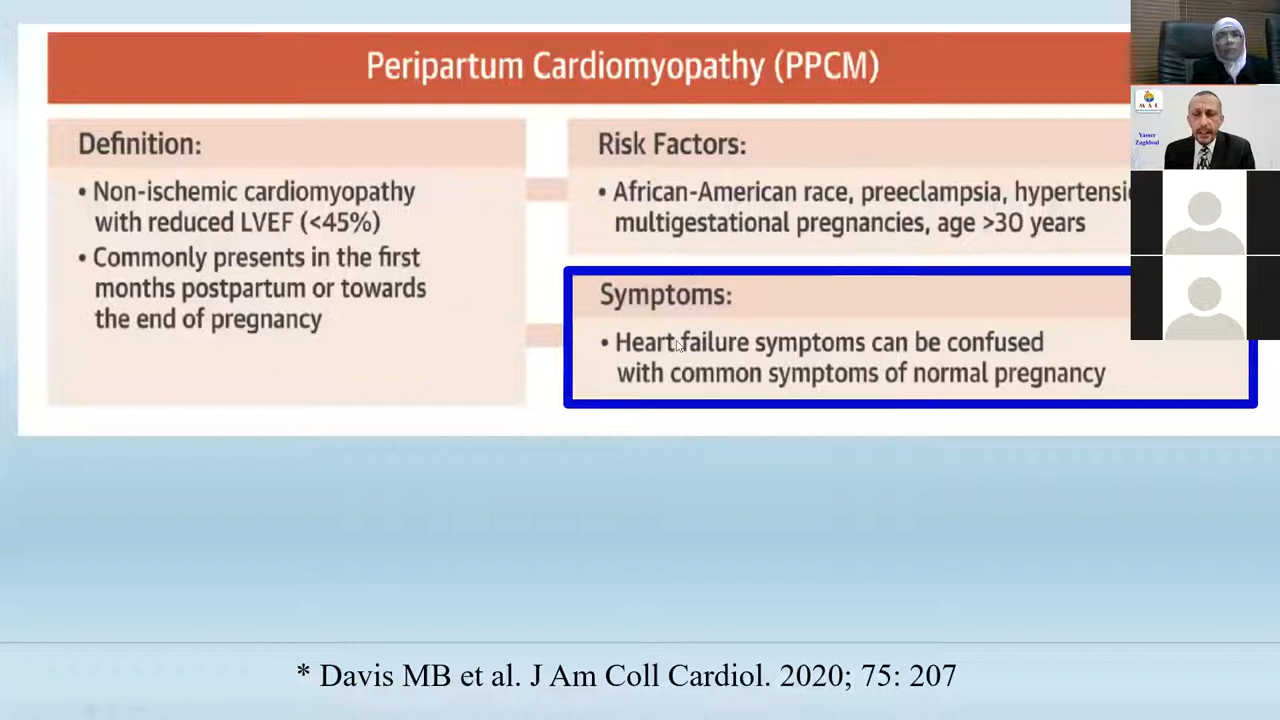 Peripartum Cardiomyopathy (PPCM)
Definition:
• Non-ischemic cardiomyopathy
with reduced LVEF (<45%)
• Commonly presents in the first
months postpartum or towards
the end of pregnancy
Risk Factors:
• African-American race, preeclampsia, hypertensi
multigestational pregnancies, age >30 years
Symptoms:
• Heart failure symptoms can be confused
with common symptoms of normal pregnancy
M A C
Yasser
Zaghloul
* Davis MB et al. J Am Coll Cardiol. 2020; 75: 207